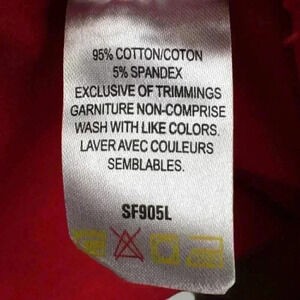 95% COTTON/COTON
5% SPANDEX
EXCLUSIVE OF TRIMMINGS
GARNITURE NON-COMPRISE
WASH WITH LIKE COLORS.
LAVER AVEC COULEURS
SEMBLABLES.
SF905L